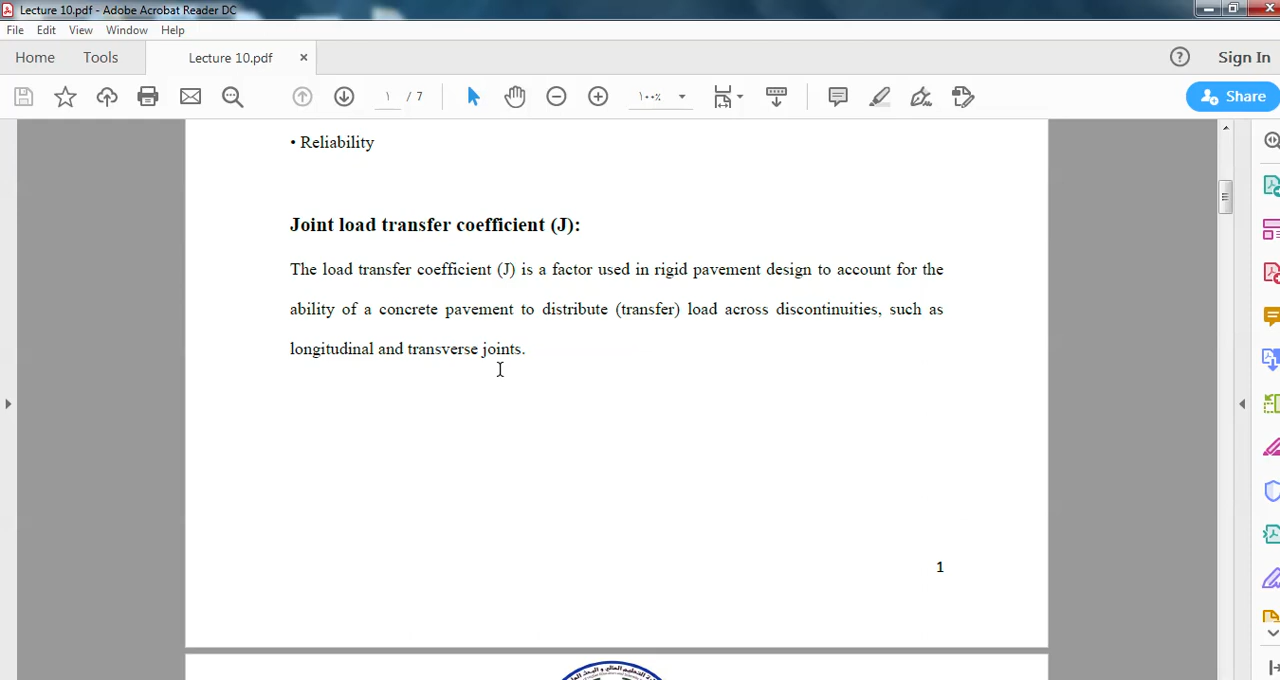 Lecture 10.pdf - Adobe Acrobat Reader DC
File Edit View Window Help
Home Tools Lecture 10.pdf × Sign In
١ / 7 ١٠٠% Share
• Reliability
Joint load transfer coefficient (J):
The load transfer coefficient (J) is a factor used in rigid pavement design to account for the
ability of a concrete pavement to distribute (transfer) load across discontinuities, such as
longitudinal and transverse joints.
1